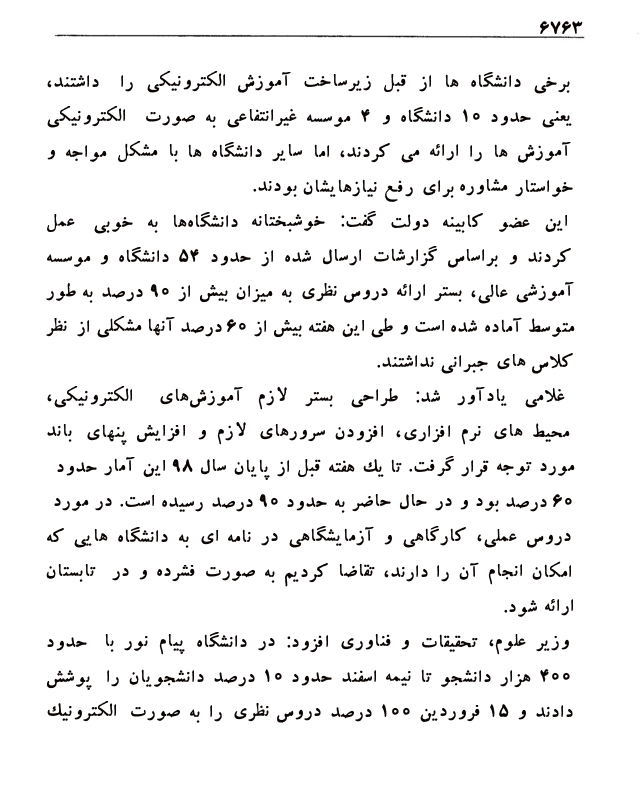 ۶۷۶۳
برخی دانشگاه ها از قبل زیرساخت آموزش الکترونیکی را داشتند،
یعنی حدود ۱۰ دانشگاه و ۴ موسسه غیرانتفاعی به صورت الکترونیکی
آموزش ها را ارائه می کردند، اما سایر دانشگاه ها با مشکل مواجه و
خواستار مشاوره برای رفع نیازهایشان بودند.
این عضو کابینه دولت گفت: خوشبختانه دانشگاه‌ها به خوبی عمل
کردند و براساس گزارشات ارسال شده از حدود ۵۴ دانشگاه و موسسه
آموزشی عالی، بستر ارائه دروس نظری به میزان بیش از ۹۰ درصد به طور
متوسط آماده شده است و طی این هفته بیش از ۶۰ درصد آنها مشکلی از نظر
کلاس های جبرانی نداشتند.
غلامی یادآور شد: طراحی بستر لازم آموزش‌های الکترونیکی،
محیط های نرم افزاری، افزودن سرورهای لازم و افزایش پنهای باند
مورد توجه قرار گرفت. تا یك هفته قبل از پایان سال ۹۸ این آمار حدود
۶۰ درصد بود و در حال حاضر به حدود ۹۰ درصد رسیده است. در مورد
دروس عملی، کارگاهی و آزمایشگاهی در نامه ای به دانشگاه هایی که
امکان انجام آن را دارند، تقاضا کردیم به صورت فشرده و در تابستان
ارائه شود.
وزیر علوم، تحقیقات و فناوری افزود: در دانشگاه پیام نور با حدود
۴۰۰ هزار دانشجو تا نیمه اسفند حدود ۱۰ درصد دانشجویان را پوشش
دادند و ۱۵ فروردین ۱۰۰ درصد دروس نظری را به صورت الکترونیك